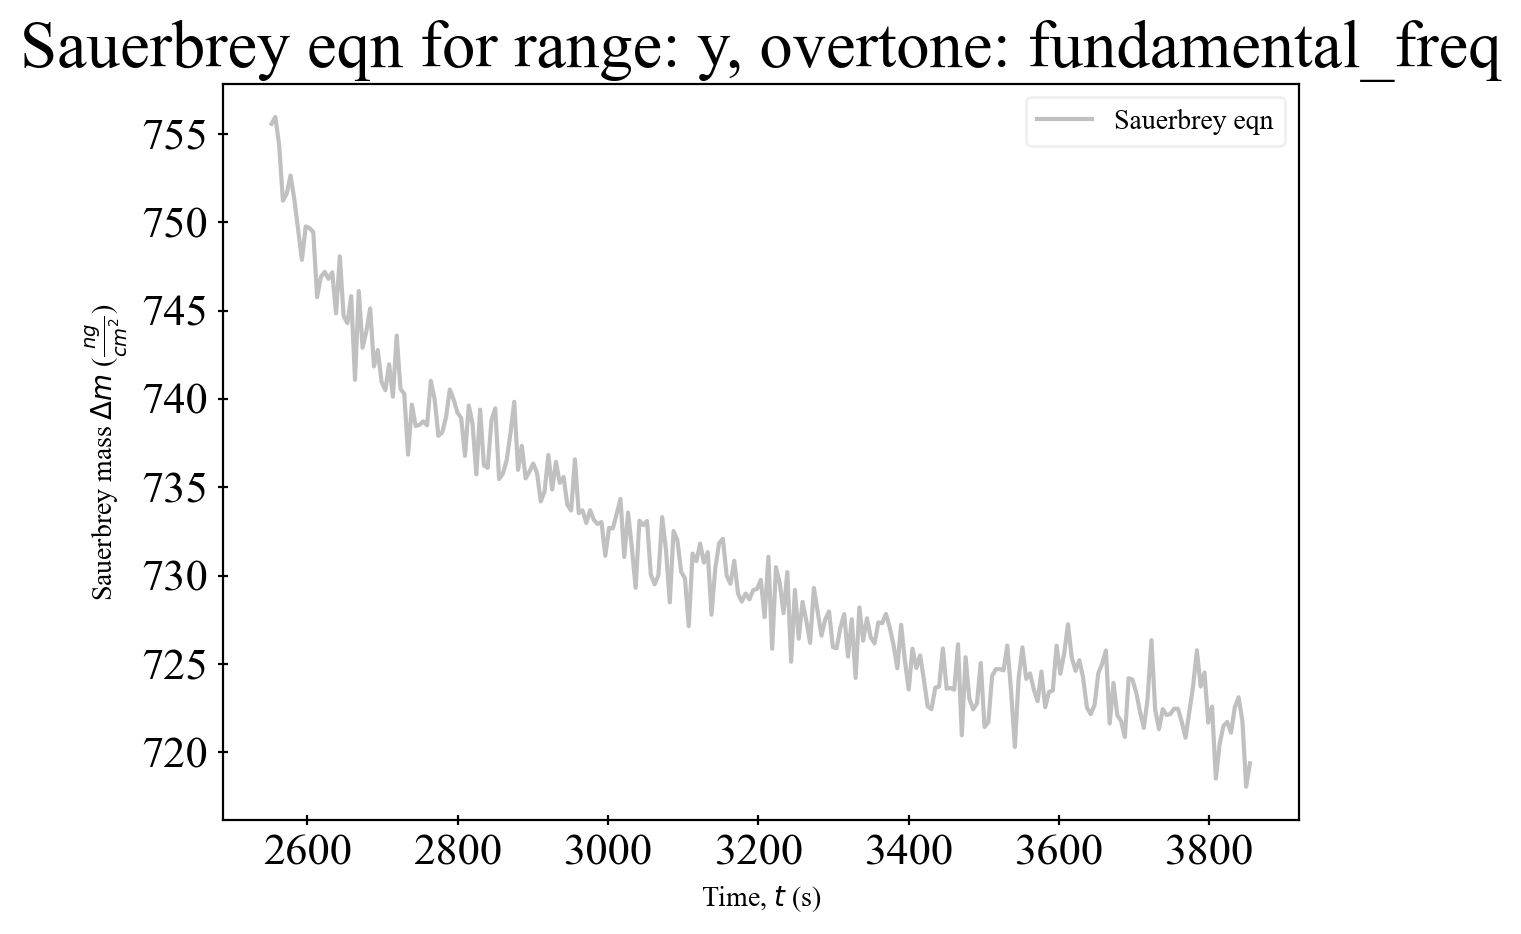 Sauerbrey eqn for range: y, overtone: fundamental_freq
Sauerbrey eqn
755
750
745
740
735
730
725
720
Sauerbrey mass Δm (ng/cm²)
2600 2800 3000 3200 3400 3600 3800
Time, t (s)